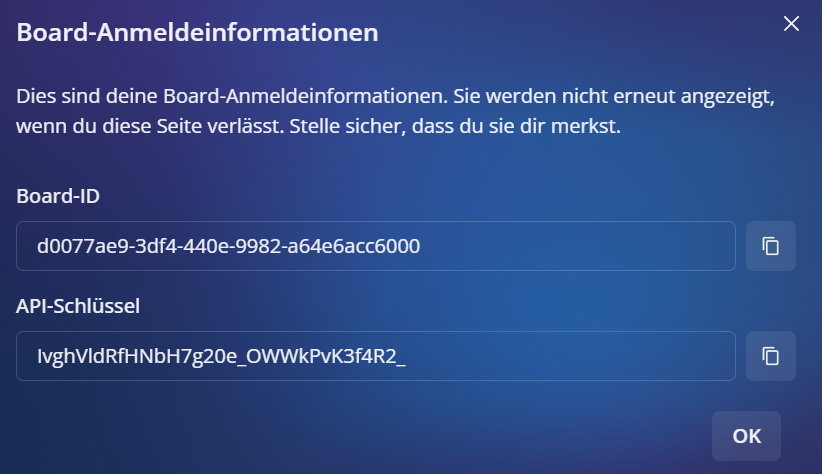 Board-Anmeldeinformationen
Dies sind deine Board-Anmeldeinformationen. Sie werden nicht erneut angezeigt,
wenn du diese Seite verlässt. Stelle sicher, dass du sie dir merkst.
Board-ID
d0077ae9-3df4-440e-9982-a64e6acc6000
API-Schlüssel
IvghVldRfHNbH7g20e_OWWkPvK3f4R2_
OK